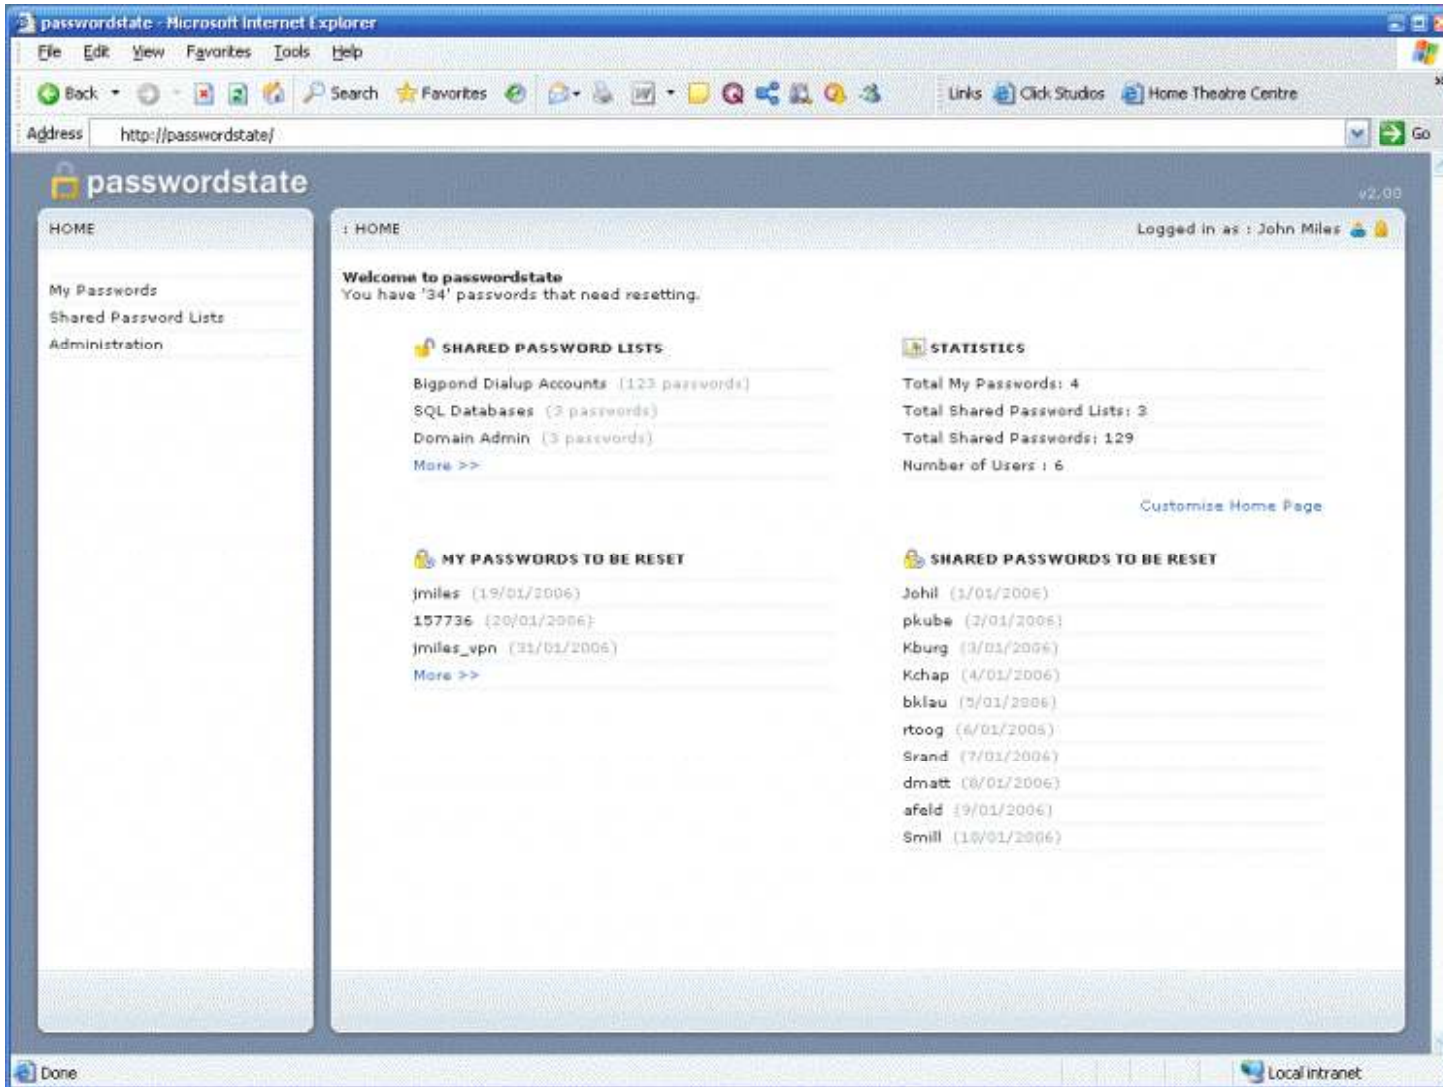 passwordstate - Microsoft Internet Explorer
File Edit View Favorites Tools Help
Back Search Favorites Links Click Studios Home Theatre Centre
Address http://passwordstate/ Go
passwordstate
v2.00
HOME
My Passwords
Shared Password Lists
Administration
: HOME
Logged in as : John Miles
Welcome to passwordstate
You have '34' passwords that need resetting.
SHARED PASSWORD LISTS
Bigpond Dialup Accounts (123 passwords)
SQL Databases (3 passwords)
Domain Admin (3 passwords)
More >>
STATISTICS
Total My Passwords: 4
Total Shared Password Lists: 3
Total Shared Passwords: 129
Number of Users : 6
Customise Home Page
MY PASSWORDS TO BE RESET
jmiles (19/01/2006)
157736 (20/01/2006)
jmiles_vpn (31/01/2006)
More >>
SHARED PASSWORDS TO BE RESET
Johil (1/01/2006)
pkube (2/01/2006)
Kburg (3/01/2006)
Kchap (4/01/2006)
bklau (5/01/2006)
rtoog (6/01/2006)
Srand (7/01/2006)
dmatt (8/01/2006)
afeld (9/01/2006)
Smill (10/01/2006)
Done
Local intranet